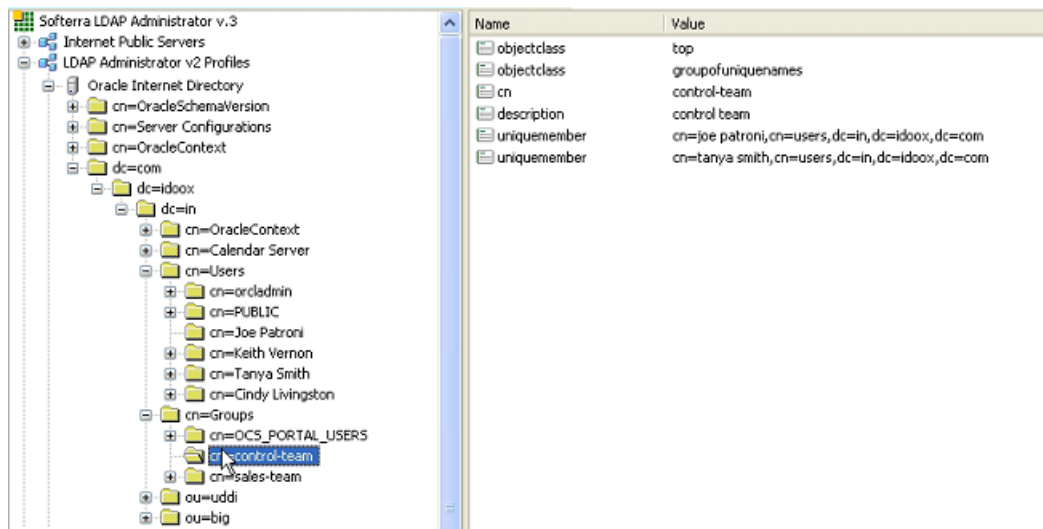 Softerra LDAP Administrator v.3
Internet Public Servers
LDAP Administrator v2 Profiles
Oracle Internet Directory
cn=OracleSchemaVersion
cn=Server Configurations
cn=OracleContext
dc=com
dc=idoox
dc=in
cn=OracleContext
cn=Calendar Server
cn=Users
cn=orcladmin
cn=PUBLIC
cn=Joe Patroni
cn=Keith Vernon
cn=Tanya Smith
cn=Cindy Livingston
cn=Groups
cn=OCS_PORTAL_USERS
cn=control-team
cn=sales-team
ou=uddi
ou=big
Name Value
objectclass top
objectclass groupofuniquenames
cn control-team
description control team
uniquemember cn=joe patroni,cn=users,dc=in,dc=idoox,dc=com
uniquemember cn=tanya smith,cn=users,dc=in,dc=idoox,dc=com